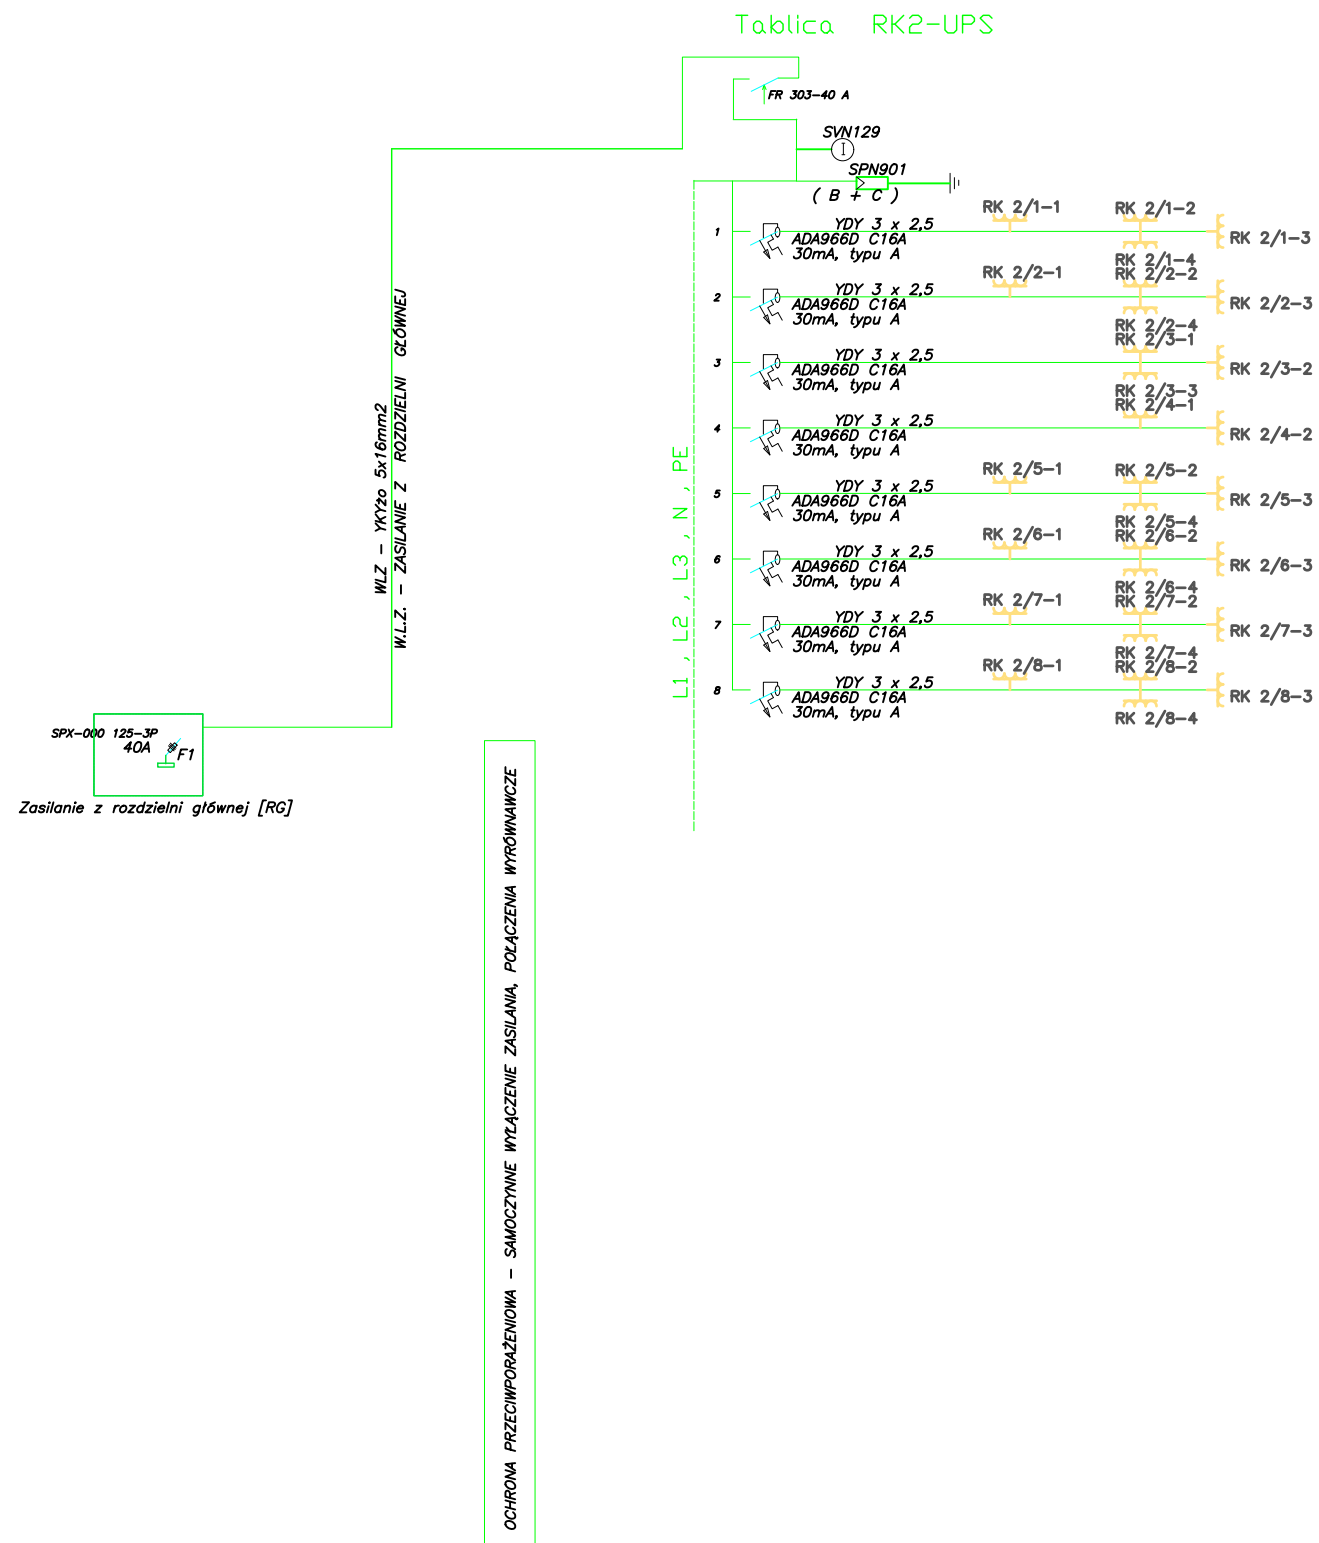 Tablica RK2-UPS
FR 303-40 A
SVN129
I
SPN901
( B + C )
RK 2/1-1
RK 2/1-2
1
YDY 3 x 2,5
ADA966D C16A
30mA, typu A
RK 2/1-3
RK 2/1-4
RK 2/2-1
RK 2/2-2
2
YDY 3 x 2,5
ADA966D C16A
30mA, typu A
RK 2/2-3
RK 2/2-4
RK 2/3-1
3
YDY 3 x 2,5
ADA966D C16A
30mA, typu A
RK 2/3-2
RK 2/3-3
RK 2/4-1
4
YDY 3 x 2,5
ADA966D C16A
30mA, typu A
RK 2/4-2
RK 2/5-1
RK 2/5-2
5
YDY 3 x 2,5
ADA966D C16A
30mA, typu A
RK 2/5-3
RK 2/5-4
RK 2/6-1
RK 2/6-2
6
YDY 3 x 2,5
ADA966D C16A
30mA, typu A
RK 2/6-3
RK 2/6-4
RK 2/7-1
RK 2/7-2
7
YDY 3 x 2,5
ADA966D C16A
30mA, typu A
RK 2/7-3
RK 2/7-4
RK 2/8-1
RK 2/8-2
8
YDY 3 x 2,5
ADA966D C16A
30mA, typu A
RK 2/8-3
RK 2/8-4
L1 , L2 , L3 , N , PE
WLZ - YKYżo 5x16mm2
W.L.Z. - ZASILANIE Z ROZDZIELNI GŁÓWNEJ
SPX-000 125-3P
40A
F1
Zasilanie z rozdzielni głównej [RG]
OCHRONA PRZECIWPORAŻENIOWA - SAMOCZYNNE WYŁĄCZENIE ZASILANIA, POŁĄCZENIA WYRÓWNAWCZE